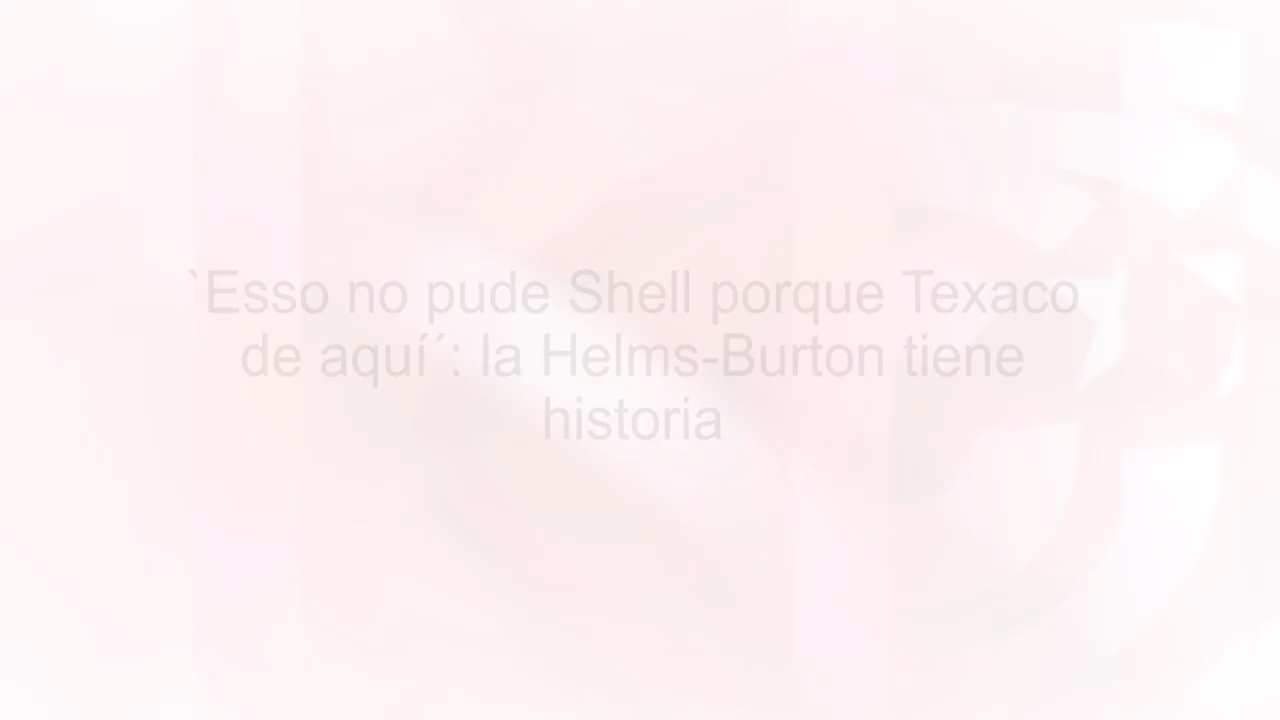 `Esso no pude Shell porque Texaco
de aquí´´: la Helms-Burton tiene
historia